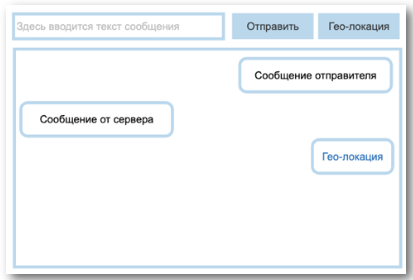 Здесь вводится текст сообщения
Отправить
Гео-локация
Сообщение отправителя
Сообщение от сервера
Гео-локация